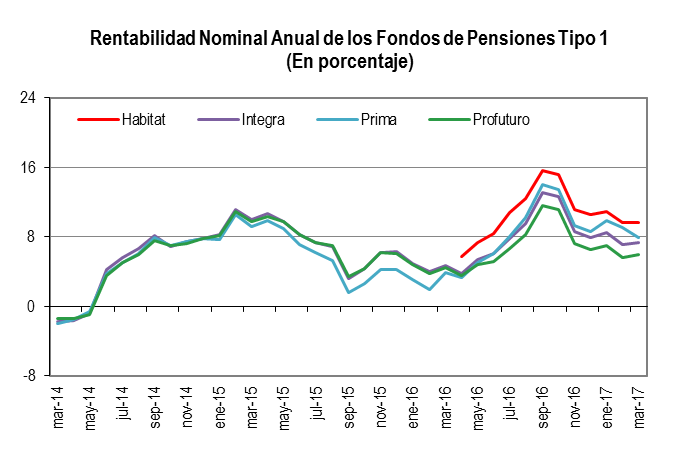 Rentabilidad Nominal Anual de los Fondos de Pensiones Tipo 1
(En porcentaje)
24
Habitat
Integra
Prima
Profuturo
16
8
0
-8
mar-14
may-14
jul-14
sep-14
nov-14
ene-15
mar-15
may-15
jul-15
sep-15
nov-15
ene-16
mar-16
may-16
jul-16
sep-16
nov-16
ene-17
mar-17